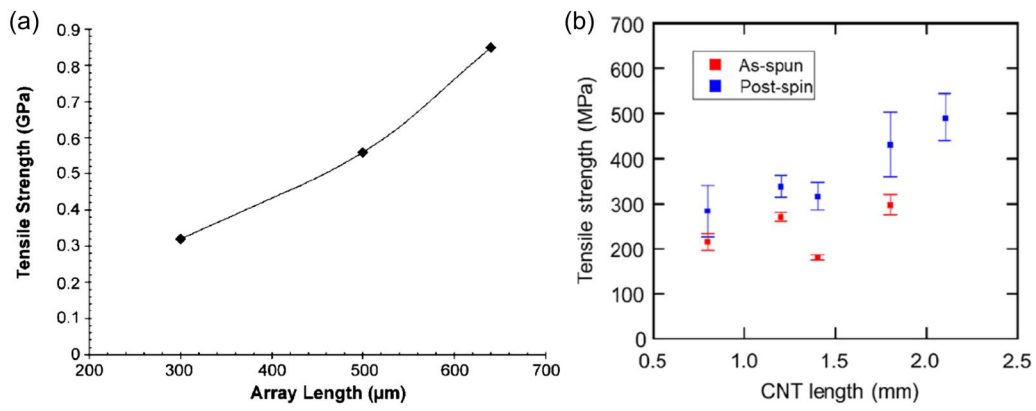 (a)
Tensile Strength (GPa)
0.9
0.8
0.7
0.6
0.5
0.4
0.3
0.2
0.1
0
200 300 400 500 600 700
Array Length (µm)
(b)
Tensile strength (MPa)
700
600
500
400
300
200
100
0
As-spun
Post-spin
0.5 1.0 1.5 2.0 2.5
CNT length (mm)